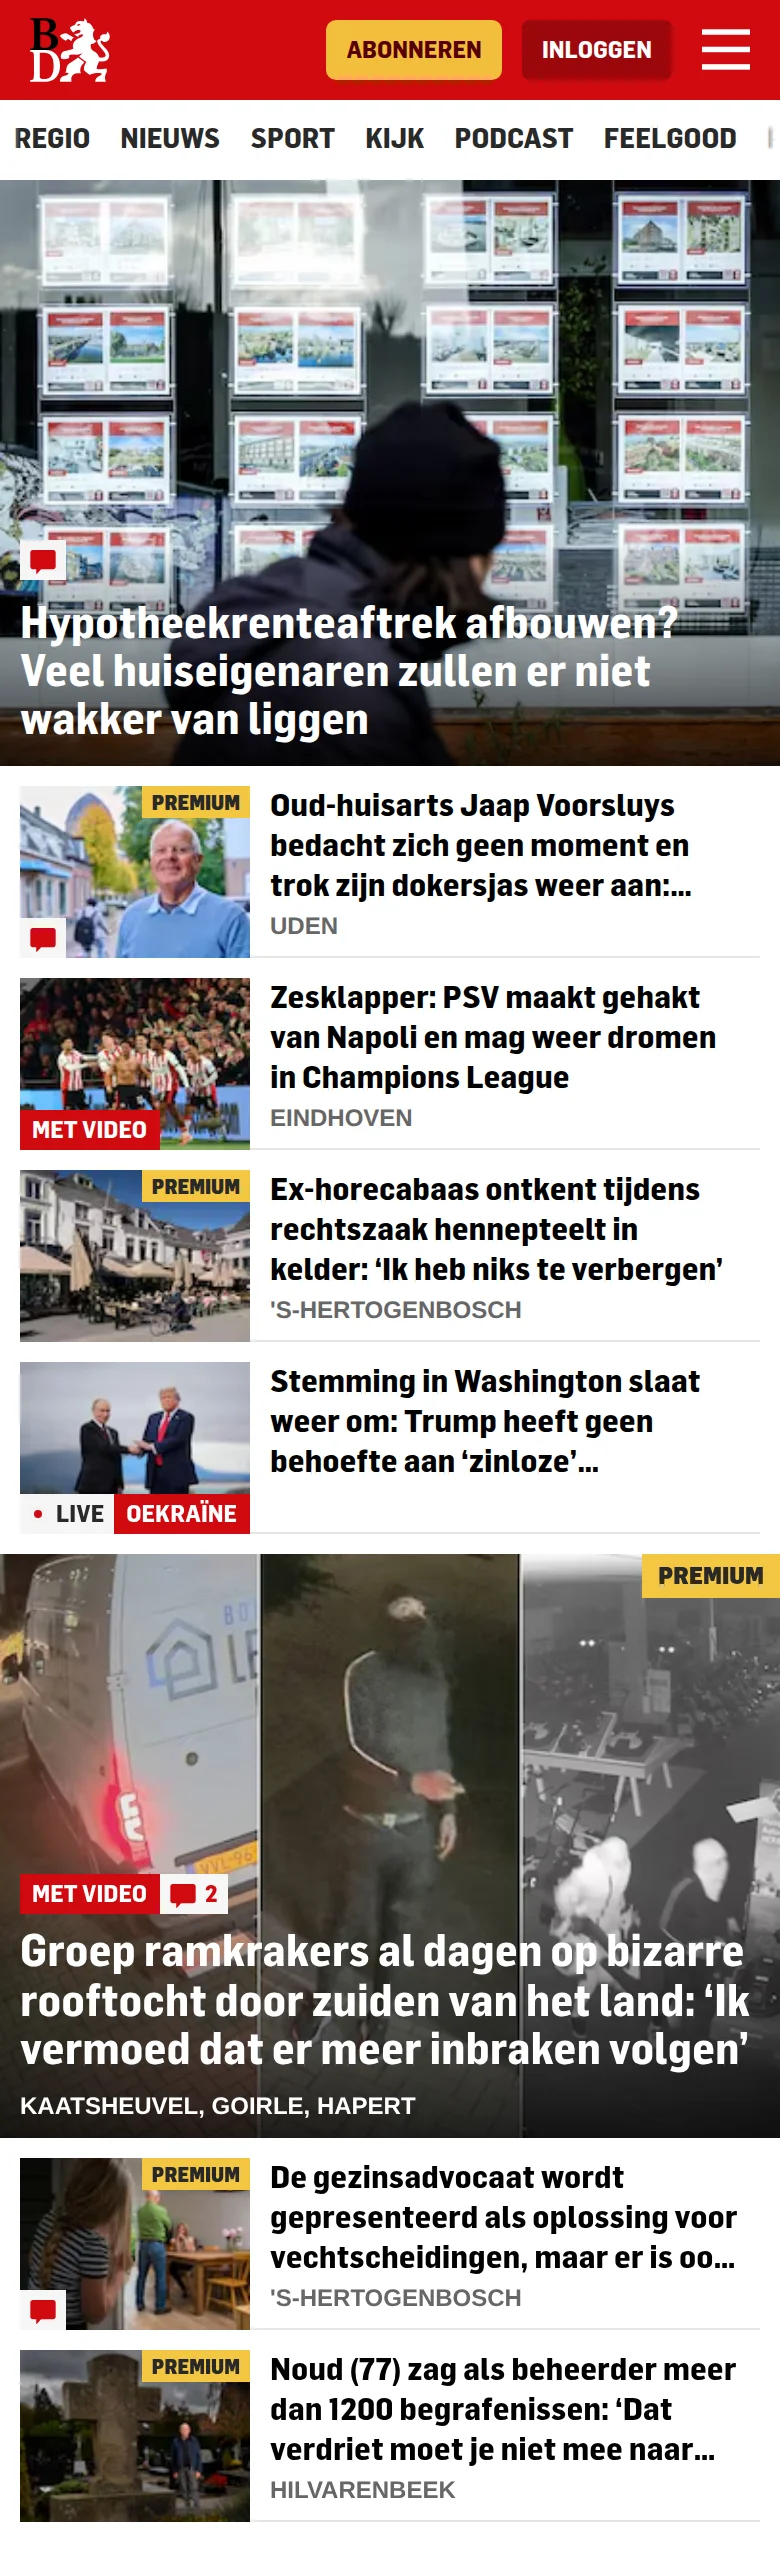 BD
ABONNEREN
INLOGGEN
REGIO NIEUWS SPORT KIJK PODCAST FEELGOOD
Hypotheekrenteaftrek afbouwen?
Veel huiseigenaren zullen er niet
wakker van liggen
PREMIUM
Oud-huisarts Jaap Voorsluys
bedacht zich geen moment en
trok zijn dokersjas weer aan:...
UDEN
MET VIDEO
Zesklapper: PSV maakt gehakt
van Napoli en mag weer dromen
in Champions League
EINDHOVEN
PREMIUM
Ex-horecabaas ontkent tijdens
rechtszaak hennepteelt in
kelder: ‘Ik heb niks te verbergen’
'S-HERTOGENBOSCH
LIVE OEKRAÏNE
Stemming in Washington slaat
weer om: Trump heeft geen
behoefte aan ‘zinloze’...
PREMIUM
MET VIDEO 2
Groep ramkrakers al dagen op bizarre
rooftocht door zuiden van het land: ‘Ik
vermoed dat er meer inbraken volgen’
KAATSHEUVEL, GOIRLE, HAPERT
PREMIUM
De gezinsadvocaat wordt
gepresenteerd als oplossing voor
vechtscheidingen, maar er is oo...
'S-HERTOGENBOSCH
PREMIUM
Noud (77) zag als beheerder meer
dan 1200 begrafenissen: ‘Dat
verdriet moet je niet mee naar...
HILVARENBEEK